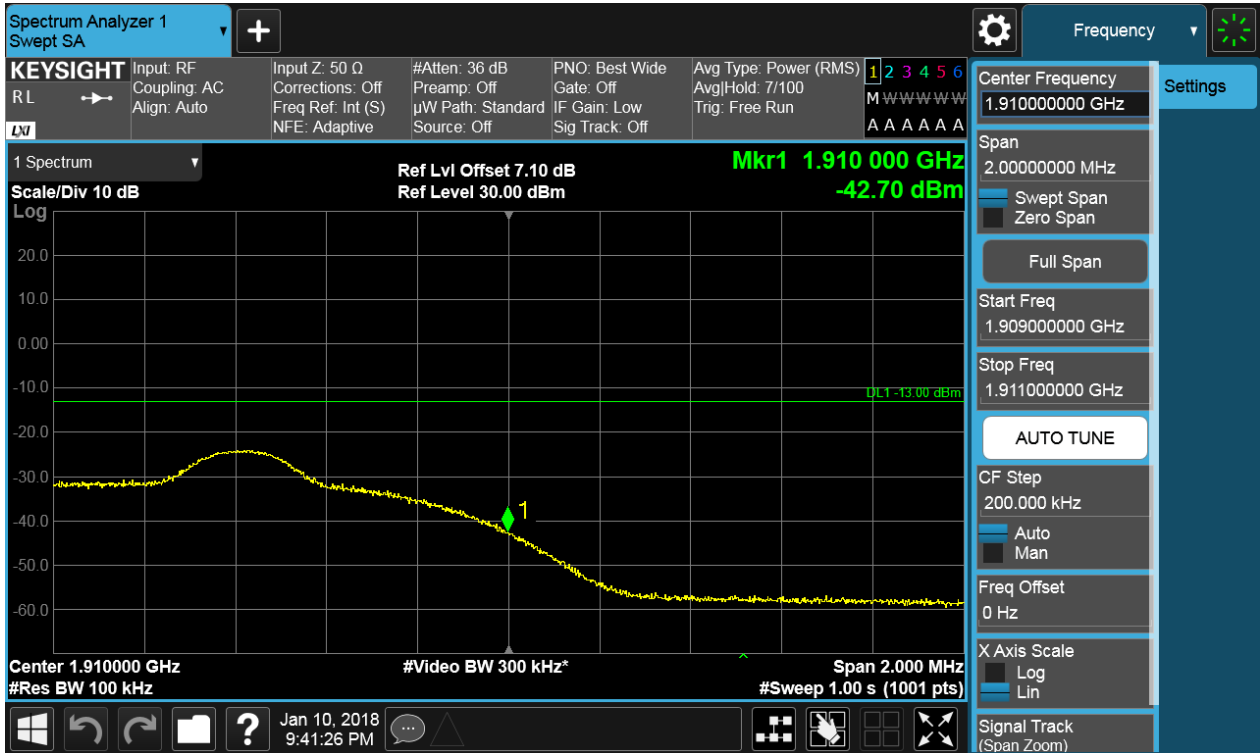 Spectrum Analyzer 1
Swept SA
+
Frequency
KEYSIGHT
RL
LXI
Input: RF
Coupling: AC
Align: Auto
Input Z: 50 Ω
Corrections: Off
Freq Ref: Int (S)
NFE: Adaptive
#Atten: 36 dB
Preamp: Off
µW Path: Standard
Source: Off
PNO: Best Wide
Gate: Off
IF Gain: Low
Sig Track: Off
Avg Type: Power (RMS)
Avg|Hold: 7/100
Trig: Free Run
1 2 3 4 5 6
M W W W W W
A A A A A A
1 Spectrum
Scale/Div 10 dB
Log
Ref Lvl Offset 7.10 dB
Ref Level 30.00 dBm
Mkr1 1.910 000 GHz
-42.70 dBm
20.0
10.0
0.00
-10.0
-20.0
-30.0
-40.0
-50.0
-60.0
DL1 -13.00 dBm
1
Center 1.910000 GHz
#Res BW 100 kHz
#Video BW 300 kHz*
Span 2.000 MHz
#Sweep 1.00 s (1001 pts)
Center Frequency
1.910000000 GHz
Span
2.00000000 MHz
Swept Span
Zero Span
Full Span
Start Freq
1.909000000 GHz
Stop Freq
1.911000000 GHz
AUTO TUNE
CF Step
200.000 kHz
Auto
Man
Freq Offset
0 Hz
X Axis Scale
Log
Lin
Signal Track
(Span Zoom)
Settings
?
Jan 10, 2018
9:41:26 PM